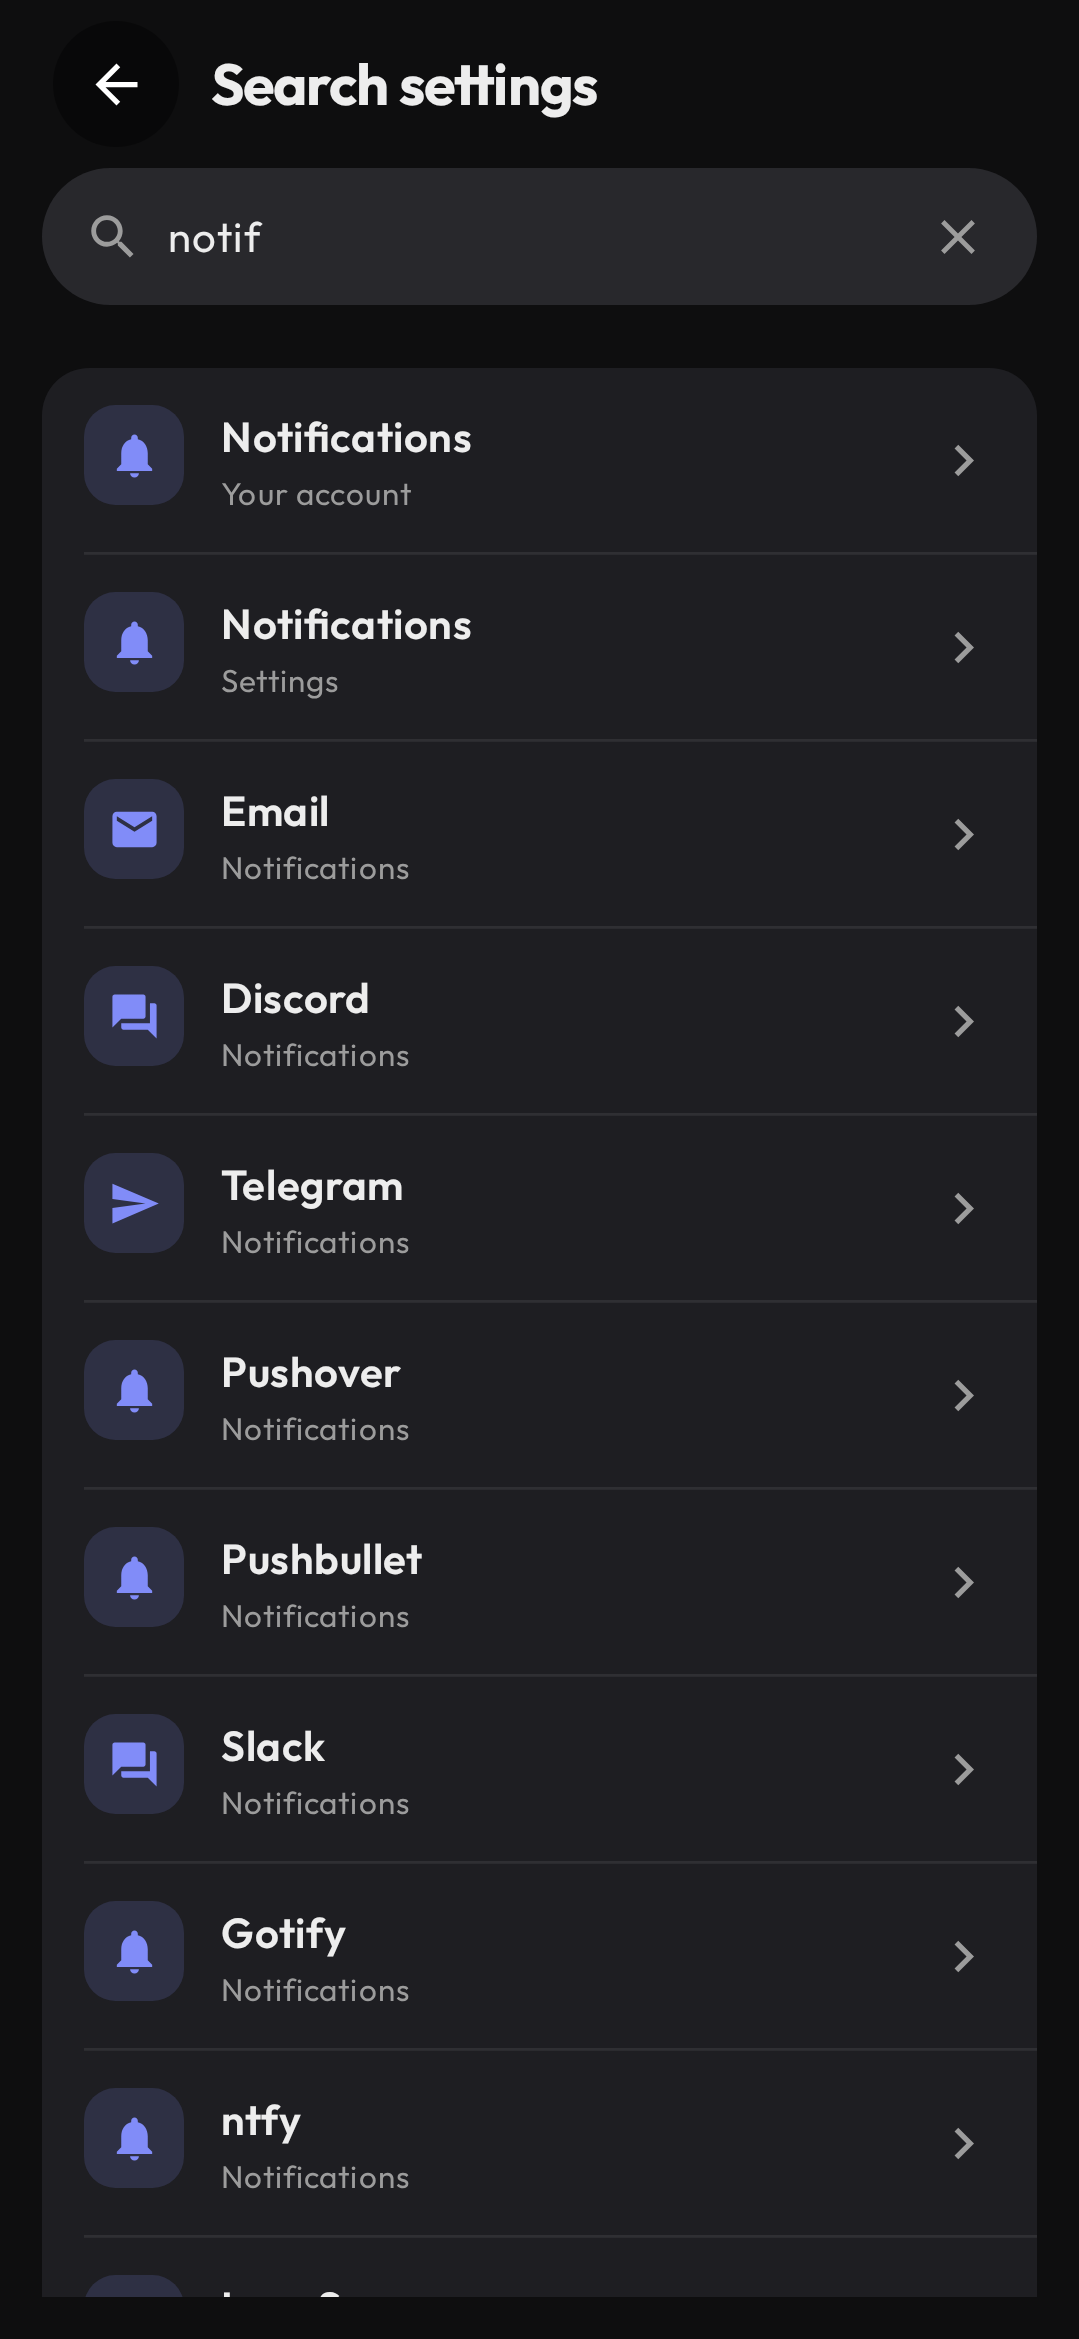 Search settings
notif
Notifications
Your account
Notifications
Settings
Email
Notifications
Discord
Notifications
Telegram
Notifications
Pushover
Notifications
Pushbullet
Notifications
Slack
Notifications
Gotify
Notifications
ntfy
Notifications